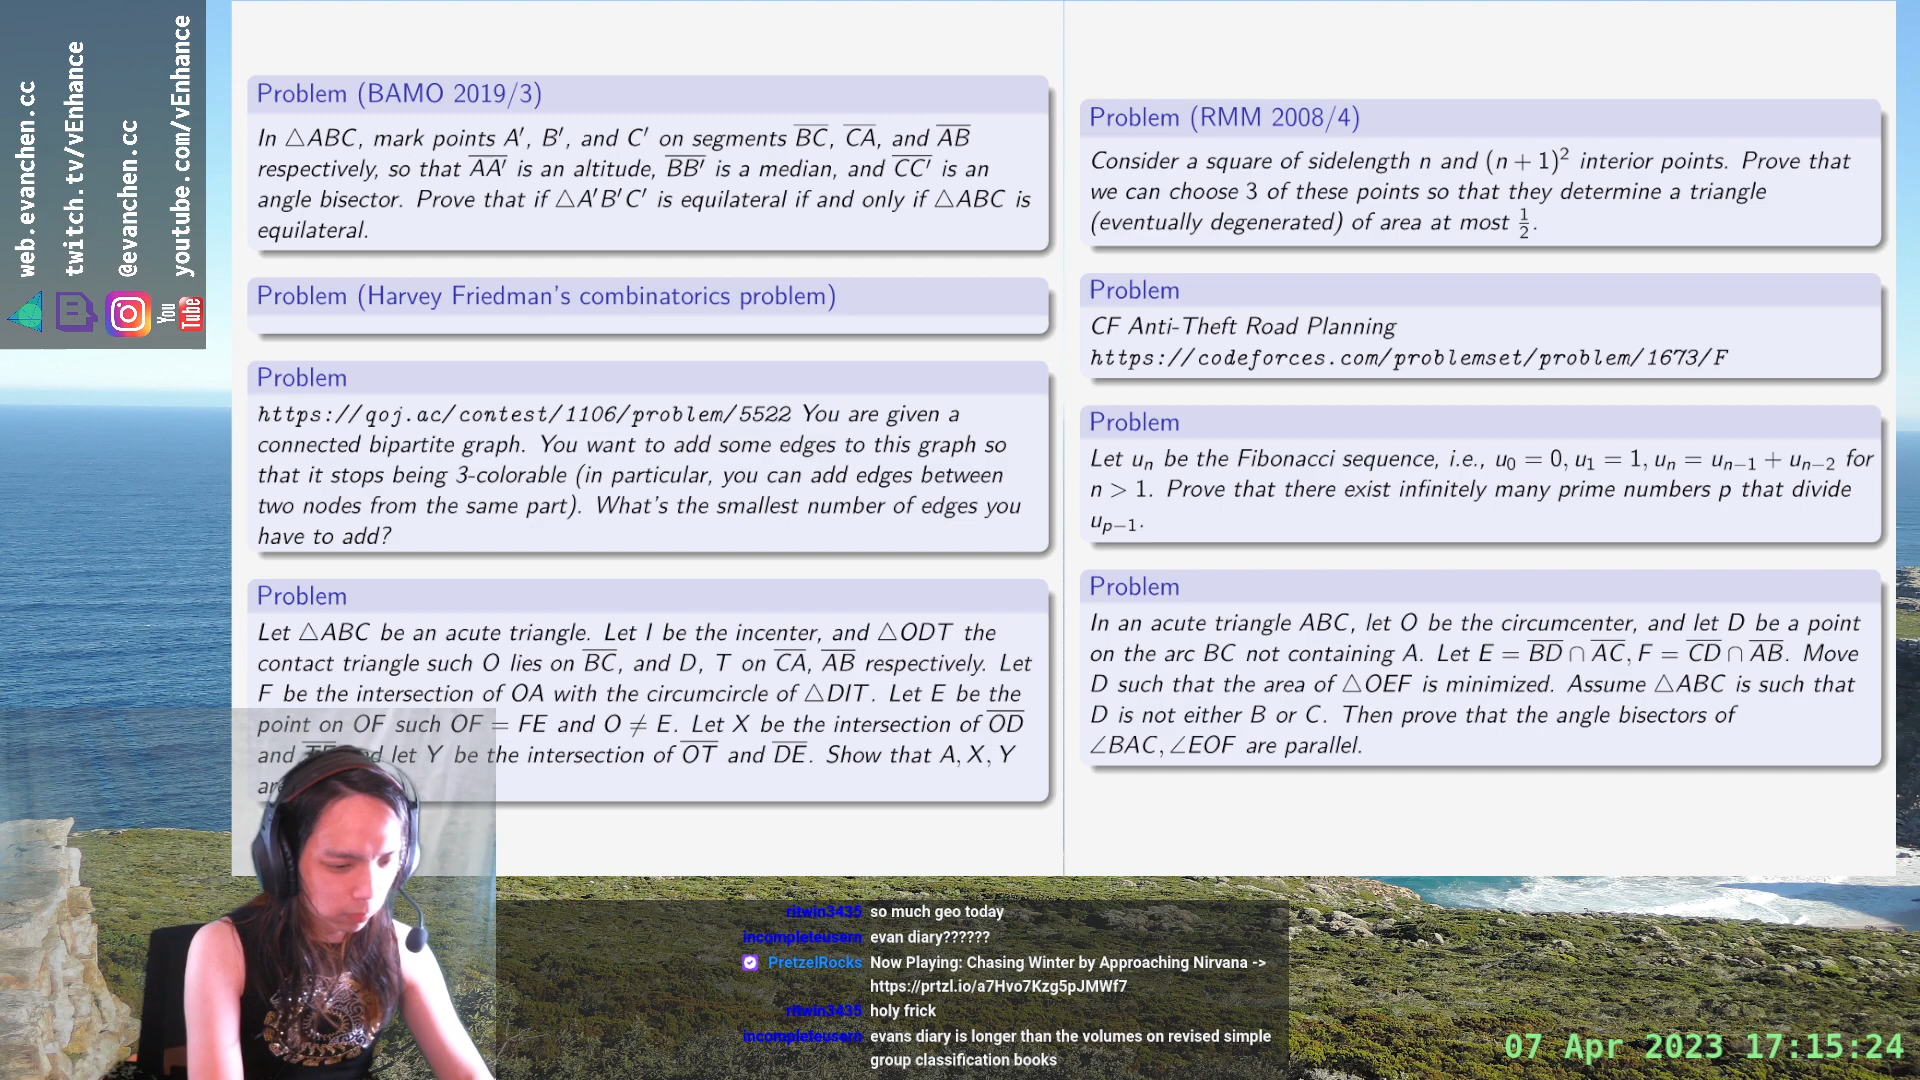 web.evanchen.cc
twitch.tv/vEnhance
@evanchen.cc
youtube.com/vEnhance
You
Tube
Problem (BAMO 2019/3)
In △ABC, mark points A′, B′, and C′ on segments BC, CA, and AB
respectively, so that AA′ is an altitude, BB′ is a median, and CC′ is an
angle bisector. Prove that if △A′B′C′ is equilateral if and only if △ABC is
equilateral.
Problem (Harvey Friedman's combinatorics problem)
Problem
https://qoj.ac/contest/1106/problem/5522 You are given a
connected bipartite graph. You want to add some edges to this graph so
that it stops being 3-colorable (in particular, you can add edges between
two nodes from the same part). What's the smallest number of edges you
have to add?
Problem
Let △ABC be an acute triangle. Let I be the incenter, and △ODT the
contact triangle such O lies on BC, and D, T on CA, AB respectively. Let
F be the intersection of OA with the circumcircle of △DIT. Let E be the
point on OF such OF = FE and O ≠ E. Let X be the intersection of OD
and let Y be the intersection of OT and DE. Show that A, X, Y
Problem (RMM 2008/4)
Consider a square of sidelength n and (n + 1)² interior points. Prove that
we can choose 3 of these points so that they determine a triangle
(eventually degenerated) of area at most 1/2.
Problem
CF Anti-Theft Road Planning
https://codeforces.com/problemset/problem/1673/F
Problem
Let uₙ be the Fibonacci sequence, i.e., u₀ = 0, u₁ = 1, uₙ = uₙ₋₁ + uₙ₋₂ for
n > 1. Prove that there exist infinitely many prime numbers p that divide
uₚ₋₁.
Problem
In an acute triangle ABC, let O be the circumcenter, and let D be a point
on the arc BC not containing A. Let E = BD ∩ AC, F = CD ∩ AB. Move
D such that the area of △OEF is minimized. Assume △ABC is such that
D is not either B or C. Then prove that the angle bisectors of
∠BAC, ∠EOF are parallel.
ritwin3435 so much geo today
incompleteusern evan diary??????
PretzelRocks Now Playing: Chasing Winter by Approaching Nirvana ->
https://prtzl.io/a7Hvo7Kzg5pJMWf7
ritwin3435 holy frick
incompleteusern evans diary is longer than the volumes on revised simple
group classification books
07 Apr 2023 17:15:24